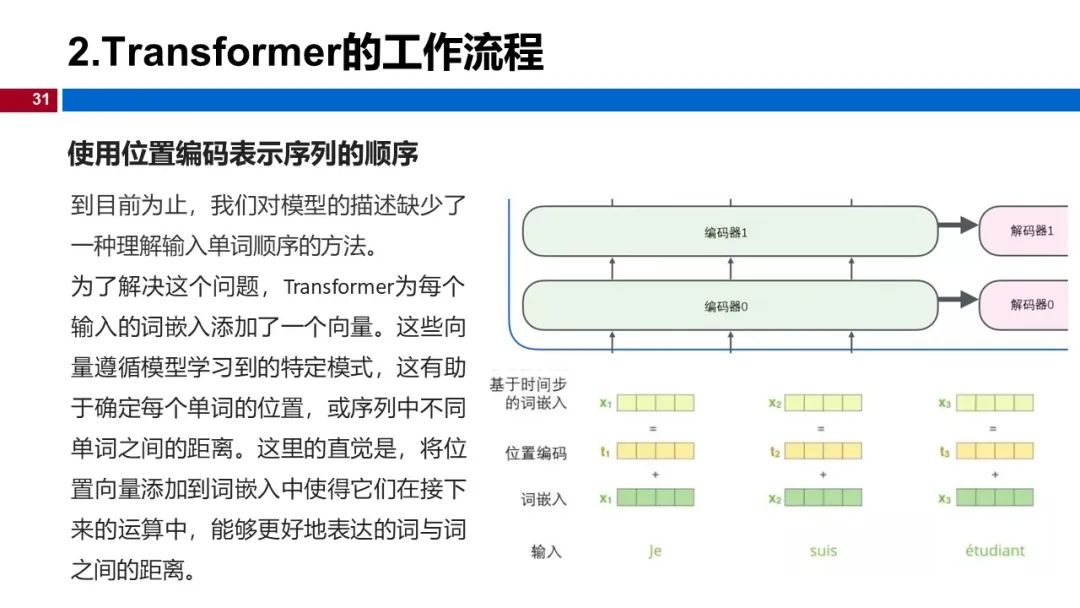 2.Transformer的工作流程
31
使用位置编码表示序列的顺序
到目前为止，我们对模型的描述缺少了
一种理解输入单词顺序的方法。
为了解决这个问题，Transformer为每个
输入的词嵌入添加了一个向量。这些向
量遵循模型学习到的特定模式，这有助
于确定每个单词的位置，或序列中不同
单词之间的距离。这里的直觉是，将位
置向量添加到词嵌入中使得它们在接下
来的运算中，能够更好地表达的词与词
之间的距离。
编码器1 解码器1
编码器0 解码器0
基于时间步
的词嵌入 x₁ x₂ x₃
= = =
位置编码 t₁ t₂ t₃
+ + +
词嵌入 x₁ x₂ x₃
输入 Je suis étudiant